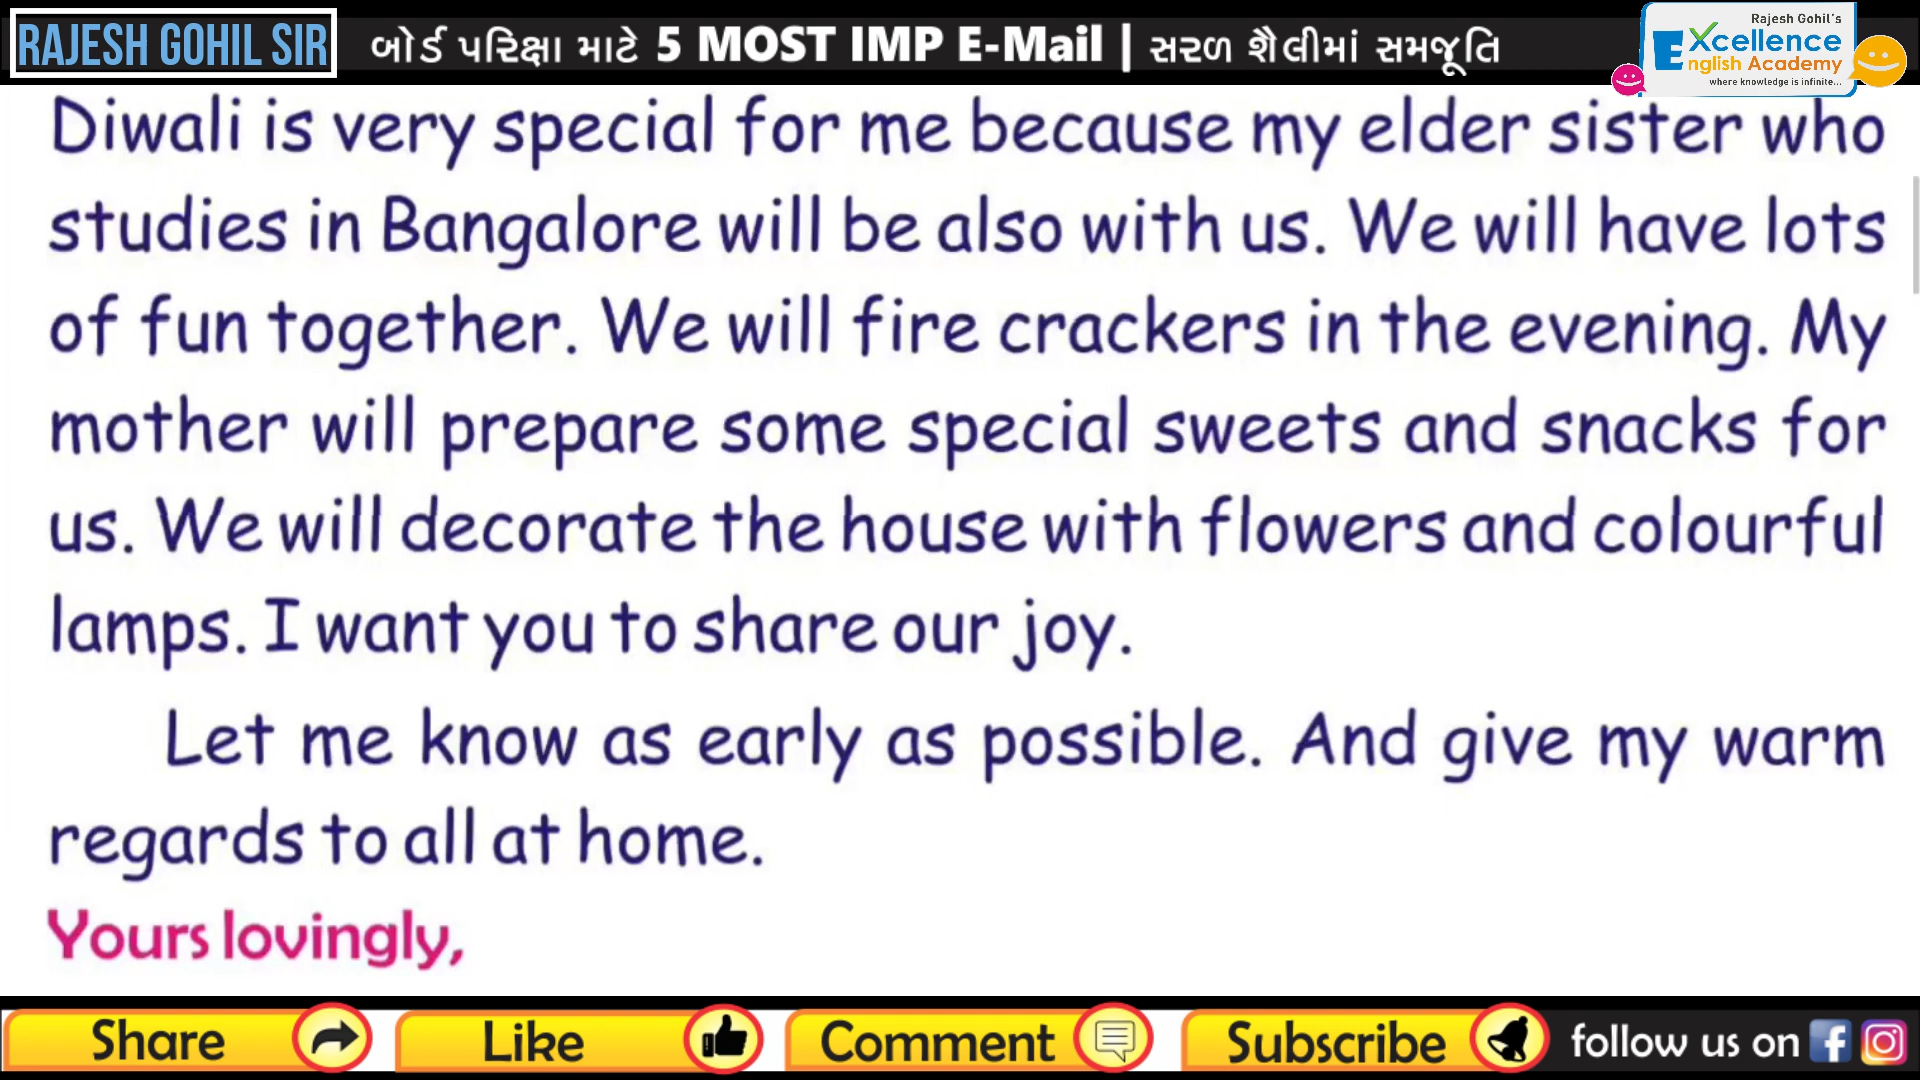 RAJESH GOHIL SIR
બોર્ડ પરિક્ષા માટે 5 MOST IMP E-Mail | સરળ શૈલીમાં સમજૂતિ
Rajesh Gohil's
Excellence
English Academy
where knowledge is infinite...
Diwali is very special for me because my elder sister who
studies in Bangalore will be also with us. We will have lots
of fun together. We will fire crackers in the evening. My
mother will prepare some special sweets and snacks for
us. We will decorate the house with flowers and colourful
lamps. I want you to share our joy.
Let me know as early as possible. And give my warm
regards to all at home.
Yours lovingly,
Share
Like
Comment
Subscribe
follow us on